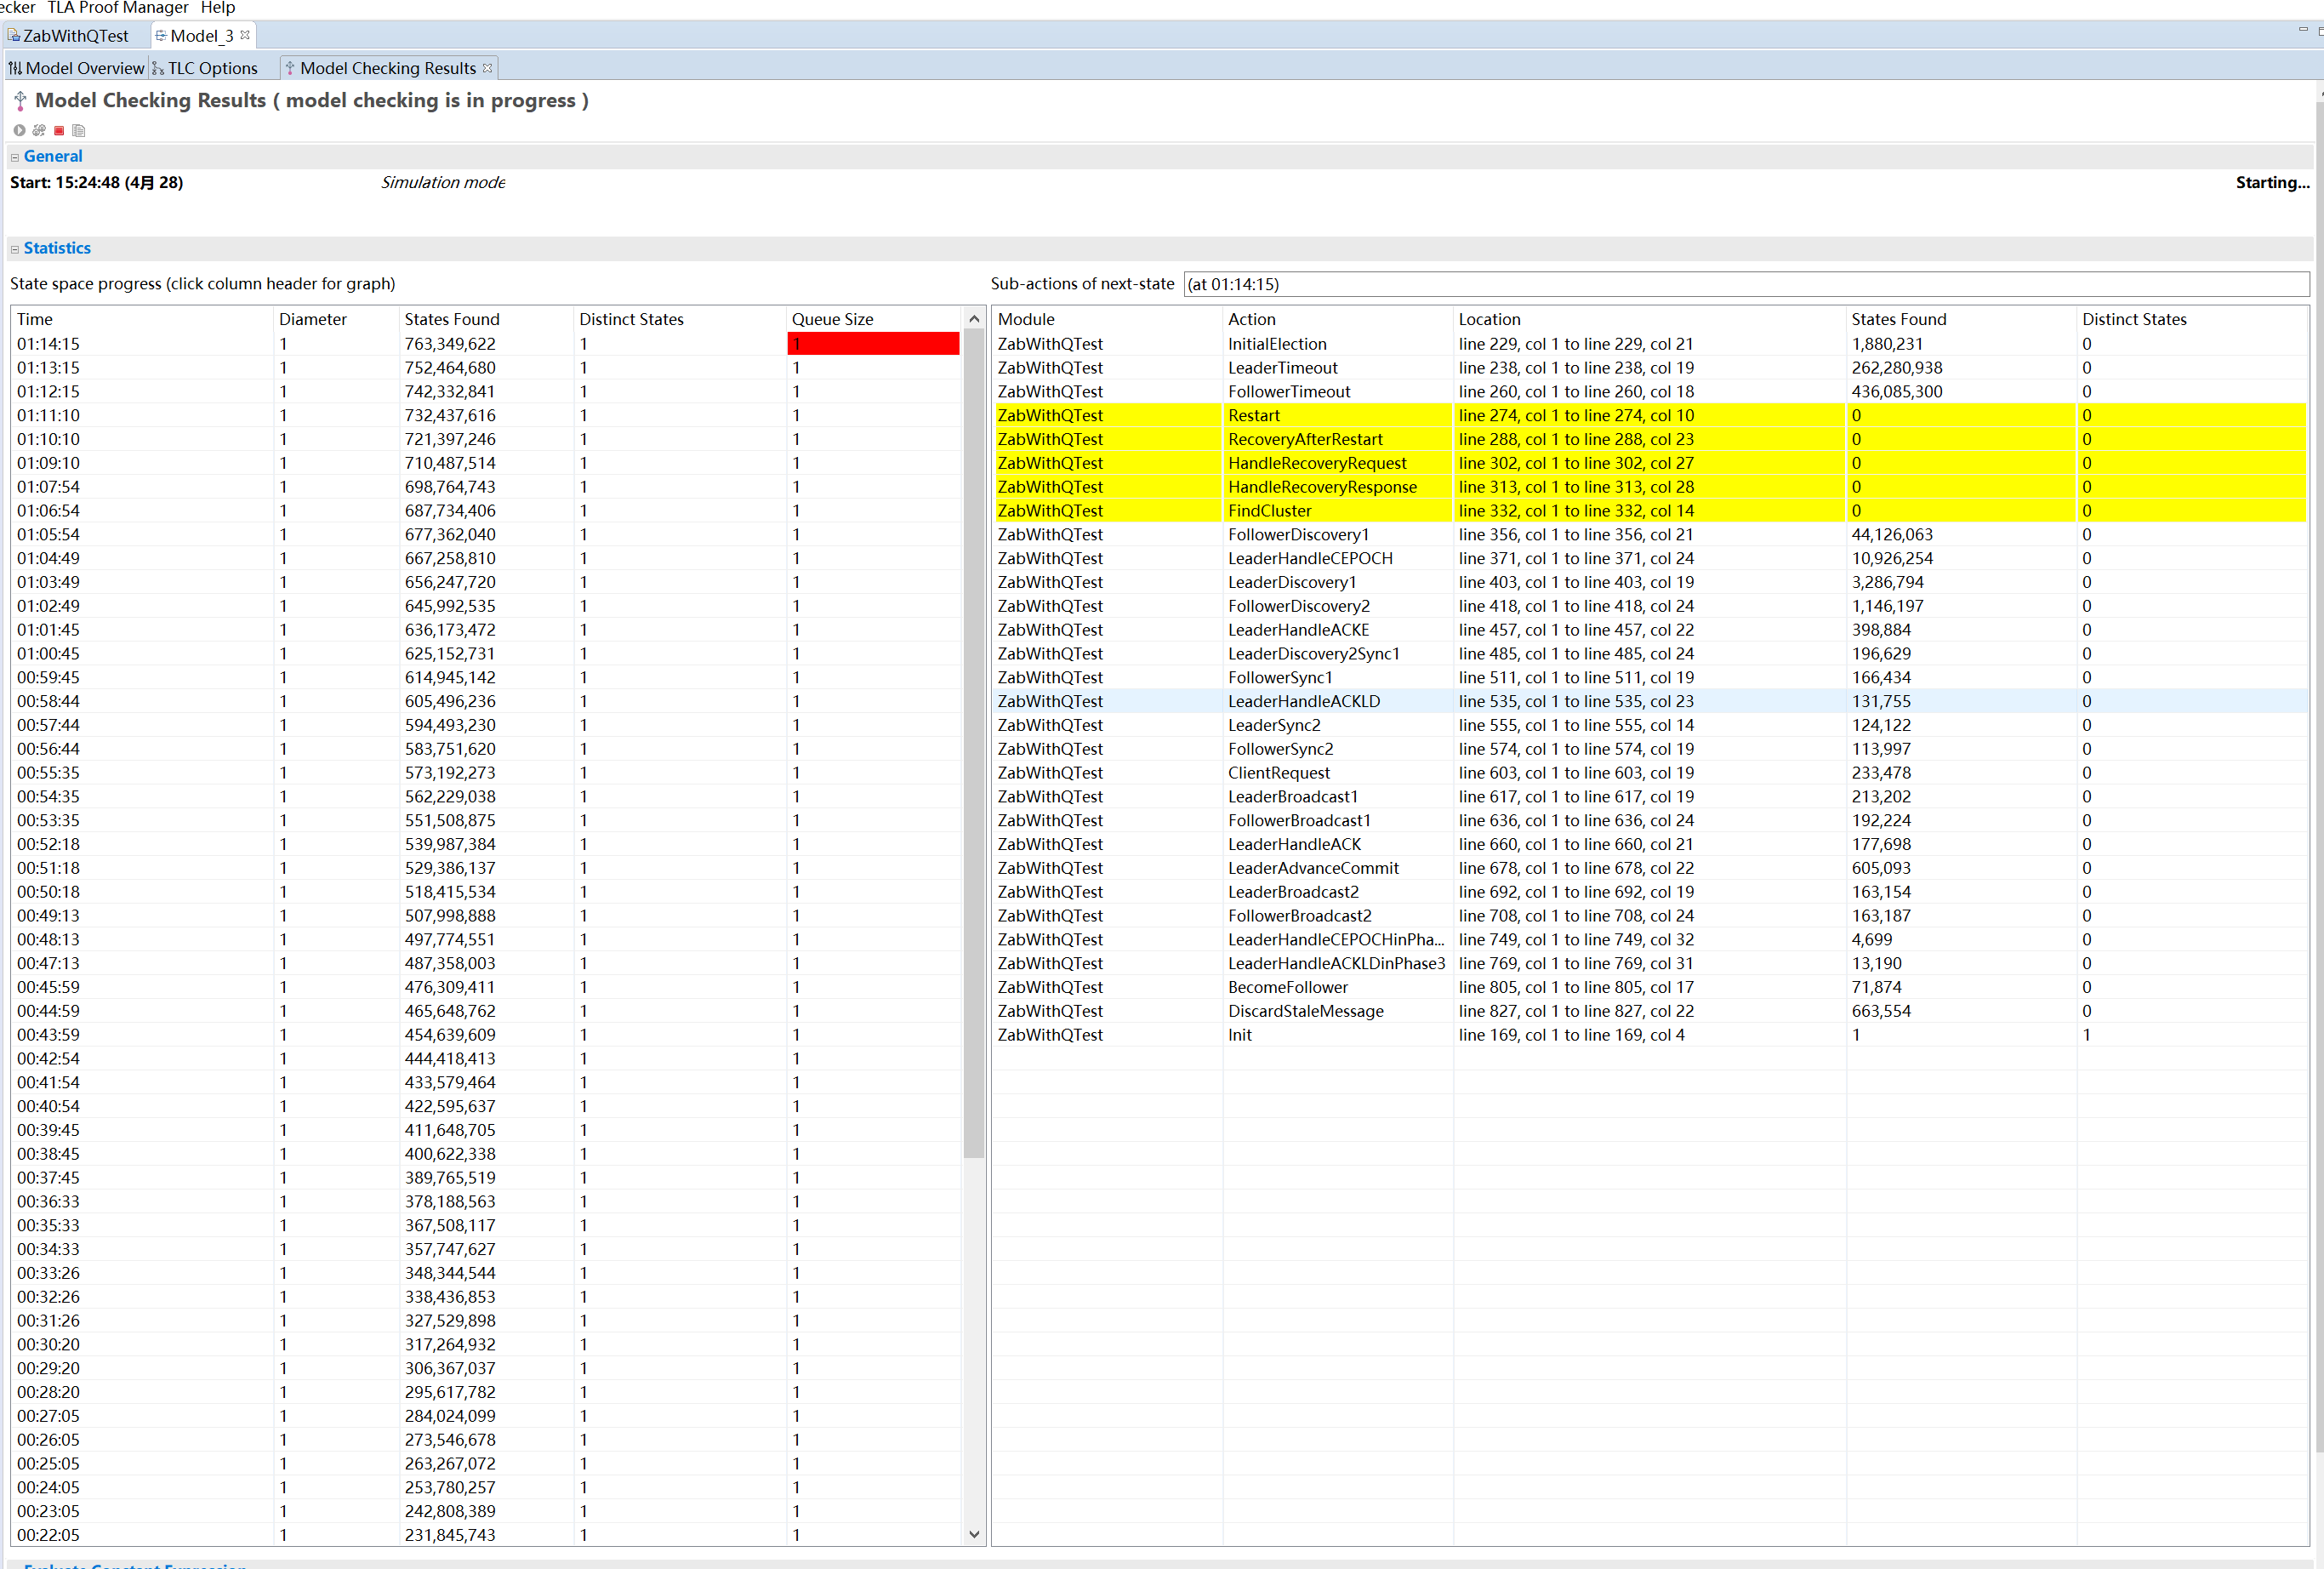 ecker TLA Proof Manager Help
ZabWithQTest Model_3
Model Overview TLC Options Model Checking Results
Model Checking Results ( model checking is in progress )
General
Start: 15:24:48 (4月 28) Simulation mode Starting...
Statistics
State space progress (click column header for graph) Sub-actions of next-state (at 01:14:15)
Time Diameter States Found Distinct States Queue Size Module Action Location States Found Distinct States
01:14:15 1 763,349,622 1 1 ZabWithQTest InitialElection line 229, col 1 to line 229, col 21 1,880,231 0
01:13:15 1 752,464,680 1 1 ZabWithQTest LeaderTimeout line 238, col 1 to line 238, col 19 262,280,938 0
01:12:15 1 742,332,841 1 1 ZabWithQTest FollowerTimeout line 260, col 1 to line 260, col 18 436,085,300 0
01:11:10 1 732,437,616 1 1 ZabWithQTest Restart line 274, col 1 to line 274, col 10 0 0
01:10:10 1 721,397,246 1 1 ZabWithQTest RecoveryAfterRestart line 288, col 1 to line 288, col 23 0 0
01:09:10 1 710,487,514 1 1 ZabWithQTest HandleRecoveryRequest line 302, col 1 to line 302, col 27 0 0
01:07:54 1 698,764,743 1 1 ZabWithQTest HandleRecoveryResponse line 313, col 1 to line 313, col 28 0 0
01:06:54 1 687,734,406 1 1 ZabWithQTest FindCluster line 332, col 1 to line 332, col 14 0 0
01:05:54 1 677,362,040 1 1 ZabWithQTest FollowerDiscovery1 line 356, col 1 to line 356, col 21 44,126,063 0
01:04:49 1 667,258,810 1 1 ZabWithQTest LeaderHandleCEPOCH line 371, col 1 to line 371, col 24 10,926,254 0
01:03:49 1 656,247,720 1 1 ZabWithQTest LeaderDiscovery1 line 403, col 1 to line 403, col 19 3,286,794 0
01:02:49 1 645,992,535 1 1 ZabWithQTest FollowerDiscovery2 line 418, col 1 to line 418, col 24 1,146,197 0
01:01:45 1 636,173,472 1 1 ZabWithQTest LeaderHandleACKE line 457, col 1 to line 457, col 22 398,884 0
01:00:45 1 625,152,731 1 1 ZabWithQTest LeaderDiscovery2Sync1 line 485, col 1 to line 485, col 24 196,629 0
00:59:45 1 614,945,142 1 1 ZabWithQTest FollowerSync1 line 511, col 1 to line 511, col 19 166,434 0
00:58:44 1 605,496,236 1 1 ZabWithQTest LeaderHandleACKLD line 535, col 1 to line 535, col 23 131,755 0
00:57:44 1 594,493,230 1 1 ZabWithQTest LeaderSync2 line 555, col 1 to line 555, col 14 124,122 0
00:56:44 1 583,751,620 1 1 ZabWithQTest FollowerSync2 line 574, col 1 to line 574, col 19 113,997 0
00:55:35 1 573,192,273 1 1 ZabWithQTest ClientRequest line 603, col 1 to line 603, col 19 233,478 0
00:54:35 1 562,229,038 1 1 ZabWithQTest LeaderBroadcast1 line 617, col 1 to line 617, col 19 213,202 0
00:53:35 1 551,508,875 1 1 ZabWithQTest FollowerBroadcast1 line 636, col 1 to line 636, col 24 192,224 0
00:52:18 1 539,987,384 1 1 ZabWithQTest LeaderHandleACK line 660, col 1 to line 660, col 21 177,698 0
00:51:18 1 529,386,137 1 1 ZabWithQTest LeaderAdvanceCommit line 678, col 1 to line 678, col 22 605,093 0
00:50:18 1 518,415,534 1 1 ZabWithQTest LeaderBroadcast2 line 692, col 1 to line 692, col 19 163,154 0
00:49:13 1 507,998,888 1 1 ZabWithQTest FollowerBroadcast2 line 708, col 1 to line 708, col 24 163,187 0
00:48:13 1 497,774,551 1 1 ZabWithQTest LeaderHandleCEPOCHinPha... line 749, col 1 to line 749, col 32 4,699 0
00:47:13 1 487,358,003 1 1 ZabWithQTest LeaderHandleACKLDinPhase3 line 769, col 1 to line 769, col 31 13,190 0
00:45:59 1 476,309,411 1 1 ZabWithQTest BecomeFollower line 805, col 1 to line 805, col 17 71,874 0
00:44:59 1 465,648,762 1 1 ZabWithQTest DiscardStaleMessage line 827, col 1 to line 827, col 22 663,554 0
00:43:59 1 454,639,609 1 1 ZabWithQTest Init line 169, col 1 to line 169, col 4 1 1
00:42:54 1 444,418,413 1 1
00:41:54 1 433,579,464 1 1
00:40:54 1 422,595,637 1 1
00:39:45 1 411,648,705 1 1
00:38:45 1 400,622,338 1 1
00:37:45 1 389,765,519 1 1
00:36:33 1 378,188,563 1 1
00:35:33 1 367,508,117 1 1
00:34:33 1 357,747,627 1 1
00:33:26 1 348,344,544 1 1
00:32:26 1 338,436,853 1 1
00:31:26 1 327,529,898 1 1
00:30:20 1 317,264,932 1 1
00:29:20 1 306,367,037 1 1
00:28:20 1 295,617,782 1 1
00:27:05 1 284,024,099 1 1
00:26:05 1 273,546,678 1 1
00:25:05 1 263,267,072 1 1
00:24:05 1 253,780,257 1 1
00:23:05 1 242,808,389 1 1
00:22:05 1 231,845,743 1 1
Evaluate Constant Expression